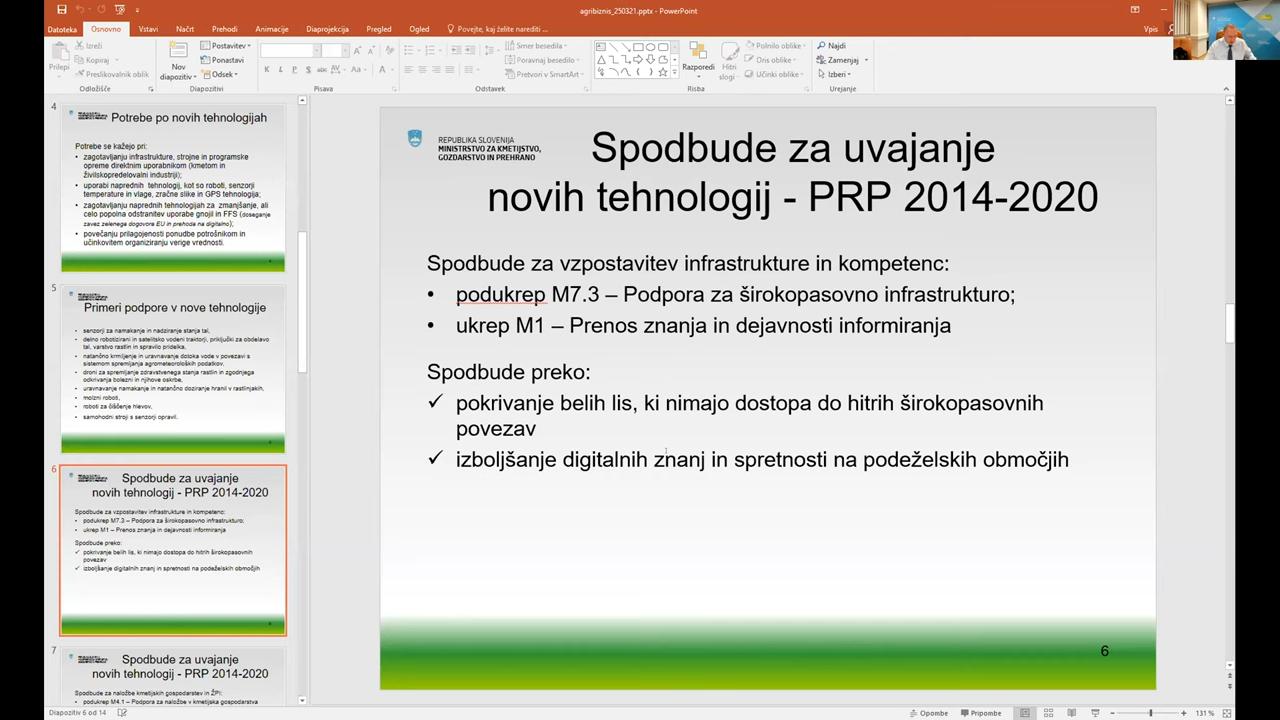 agribiznis_250321.pptx - PowerPoint
Datoteka Osnovno Vstavi Načrt Prehodi Animacije Diaprojekcija Pregled Ogled Povejte, kaj želite narediti ... Vpis
Prilepi
Izreži
Kopiraj
Preslikovalnik oblik
Odložišče
Nov
diapozitiv
Postavitev
Ponastavi
Odsek
Diapozitivi
K L P S abc AV Aa A
Pisava
Smer besedila
Poravnaj besedilo
Pretvori v SmartArt
Odstavek
Razporedi
Hitri
slogi
Polnilo oblike
Oris oblike
Učinki oblike
Risba
Najdi
Zamenjaj
Izberi
Urejanje
4
Potrebe po novih tehnologijah
Potrebe se kažejo pri:
• zagotavljanju infrastrukture, strojne in programske
opreme direktnim uporabnikom (kmetom in
živilskopredelovalni industriji);
• uporabi naprednih tehnologij, kot so roboti, senzorji
temperature in vlage, zračne slike in GPS tehnologija;
• zagotavljanju naprednih tehnologijah za zmanjšanje, ali
celo popolna odstranitev uporabe gnojil in FFS (doseganje
zavez zelenega dogovora EU in prehoda na digitalno);
• povečanju prilagojenosti ponudbe potrošnikom in
učinkovitem organiziranju verige vrednosti.
5
Primeri podpore v nove tehnologije
• senzorji za namakanje in nadziranje stanja tal,
• delno robotizirani in satelitsko vodeni traktorji, priključki za obdelavo
tal, varstvo rastlin in spravilo pridelka,
• natančno krmiljenje in uravnavanje dotoka vode v povezavi s
sistemom spremljanja agrometeoroloških podatkov,
• droni za spremljanje zdravstvenega stanja rastlin in zgodnjega
odkrivanja bolezni in njihove oskrbe,
• uravnavanje namakanje in natančno doziranje hranil v rastlinjakih,
• molzni roboti,
• roboti za čiščenje hlevov,
• samohodni stroji s senzorji opravil.
6
Spodbude za uvajanje
novih tehnologij - PRP 2014-2020
Spodbude za vzpostavitev infrastrukture in kompetenc:
• podukrep M7.3 – Podpora za širokopasovno infrastrukturo;
• ukrep M1 – Prenos znanja in dejavnosti informiranja
Spodbude preko:
✓ pokrivanje belih lis, ki nimajo dostopa do hitrih širokopasovnih
povezav
✓ izboljšanje digitalnih znanj in spretnosti na podeželskih območjih
7
Spodbude za uvajanje
novih tehnologij - PRP 2014-2020
Spodbude za naložbe kmetijskih gospodarstev in ŽPI:
• podukrep M4.1 – Podpora za naložbe v kmetijska gospodarstva
REPUBLIKA SLOVENIJA
MINISTRSTVO ZA KMETIJSTVO,
GOZDARSTVO IN PREHRANO
Spodbude za uvajanje
novih tehnologij - PRP 2014-2020
Spodbude za vzpostavitev infrastrukture in kompetenc:
• podukrep M7.3 – Podpora za širokopasovno infrastrukturo;
• ukrep M1 – Prenos znanja in dejavnosti informiranja
Spodbude preko:
✓ pokrivanje belih lis, ki nimajo dostopa do hitrih širokopasovnih
povezav
✓ izboljšanje digitalnih znanj in spretnosti na podeželskih območjih
6
Diapozitiv 6 od 14 Opombe Pripombe 131 %